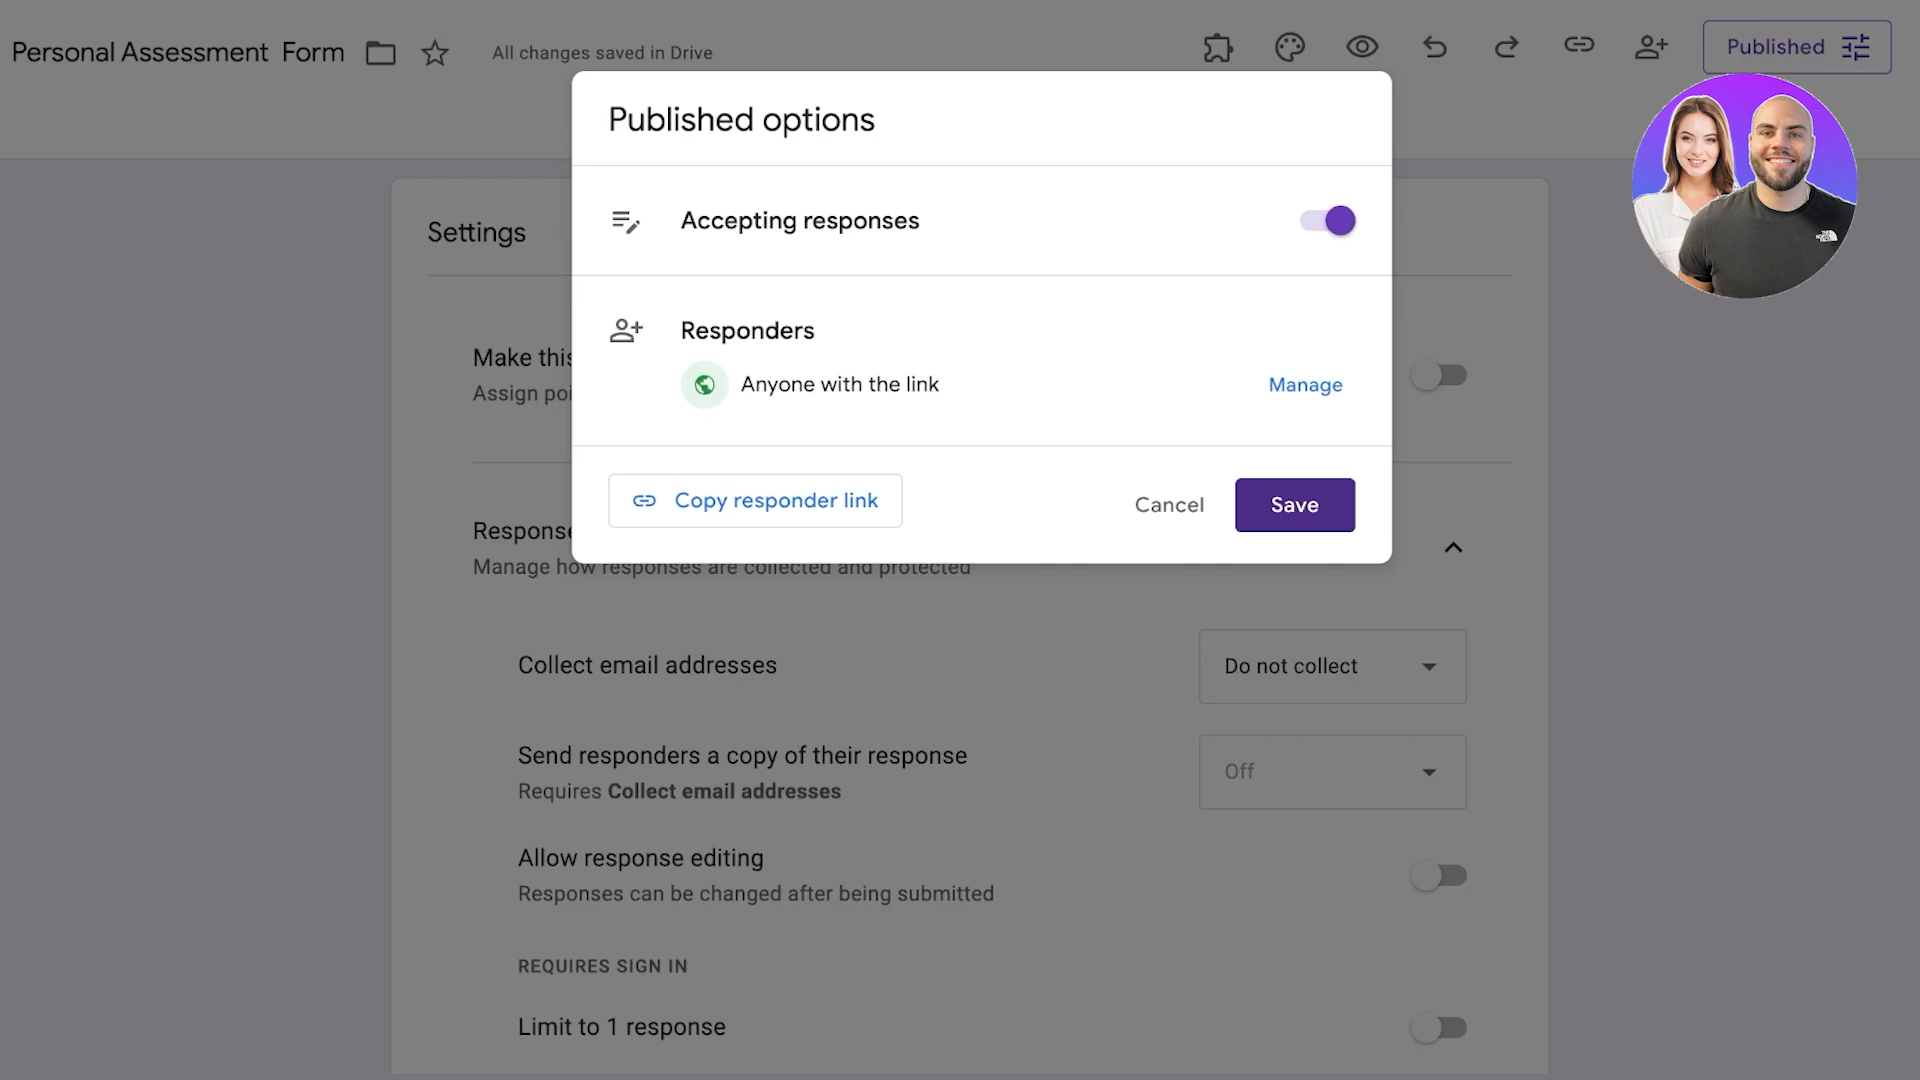 Personal Assessment Form
All changes saved in Drive
Published
Published options
Accepting responses
Responders
Anyone with the link
Manage
Copy responder link
Cancel
Save
Settings
Make this
Assign poi
Response
Manage how responses are collected and protected
Collect email addresses
Do not collect
Send responders a copy of their response
Requires Collect email addresses
Off
Allow response editing
Responses can be changed after being submitted
REQUIRES SIGN IN
Limit to 1 response